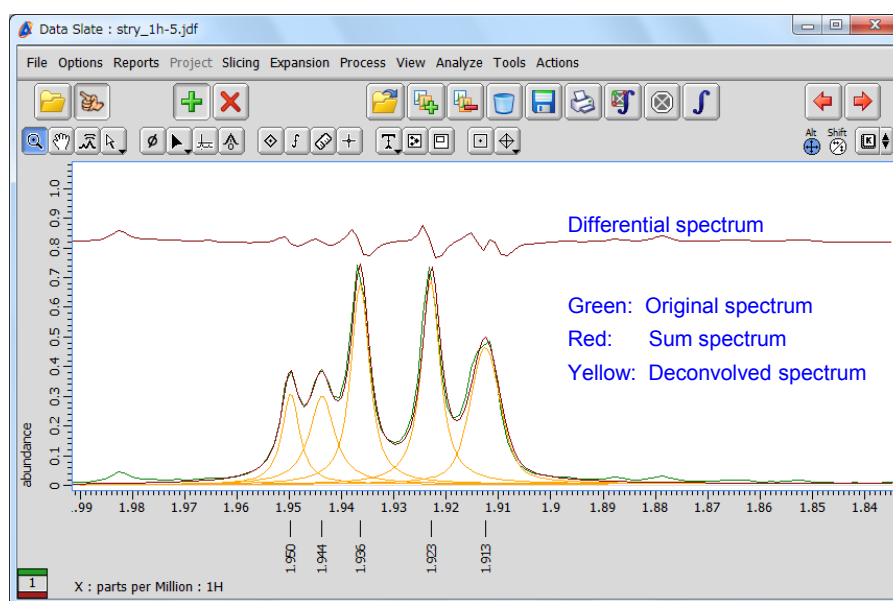 Data Slate : stry_1h-5.jdf
File Options Reports Project Slicing Expansion Process View Analyze Tools Actions
Alt Shift
K
1.0
0.9
0.8
0.7
0.6
0.5
0.4
0.3
0.2
0.1
0
abundance
Differential spectrum
Green: Original spectrum
Red: Sum spectrum
Yellow: Deconvolved spectrum
.99 1.98 1.97 1.96 1.95 1.94 1.93 1.92 1.91 1.9 1.89 1.88 1.87 1.86 1.85 1.84
1.950 1.944 1.936 1.923 1.913
1
X : parts per Million : 1H